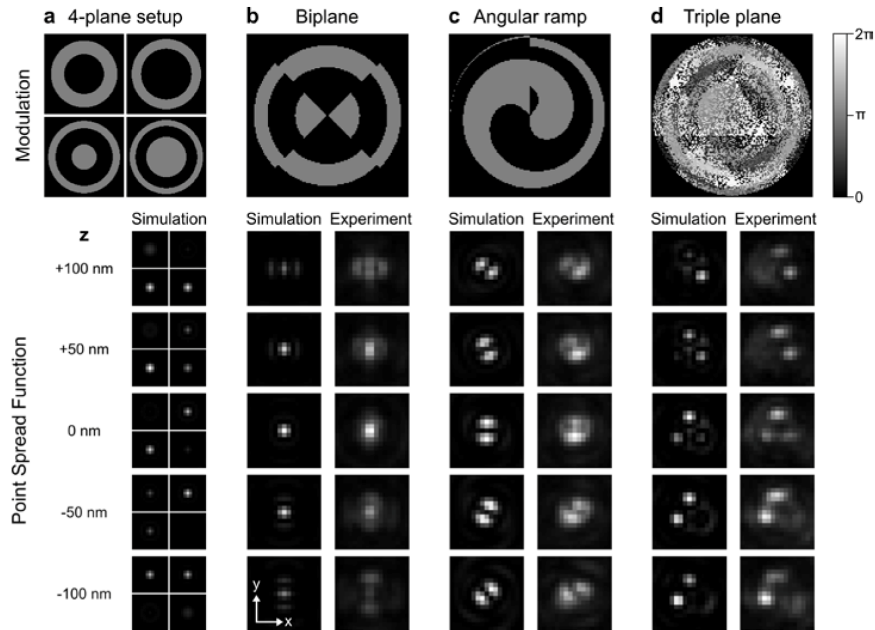 a 4-plane setup b Biplane c Angular ramp d Triple plane
Modulation
2π
π
0
Simulation Simulation Experiment Simulation Experiment Simulation Experiment
z
+100 nm
+50 nm
0 nm
-50 nm
-100 nm
Point Spread Function
y
x